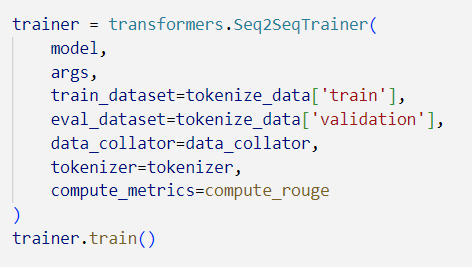 trainer = transformers.Seq2SeqTrainer(
    model,
    args,
    train_dataset=tokenize_data['train'],
    eval_dataset=tokenize_data['validation'],
    data_collator=data_collator,
    tokenizer=tokenizer,
    compute_metrics=compute_rouge
)
trainer.train()